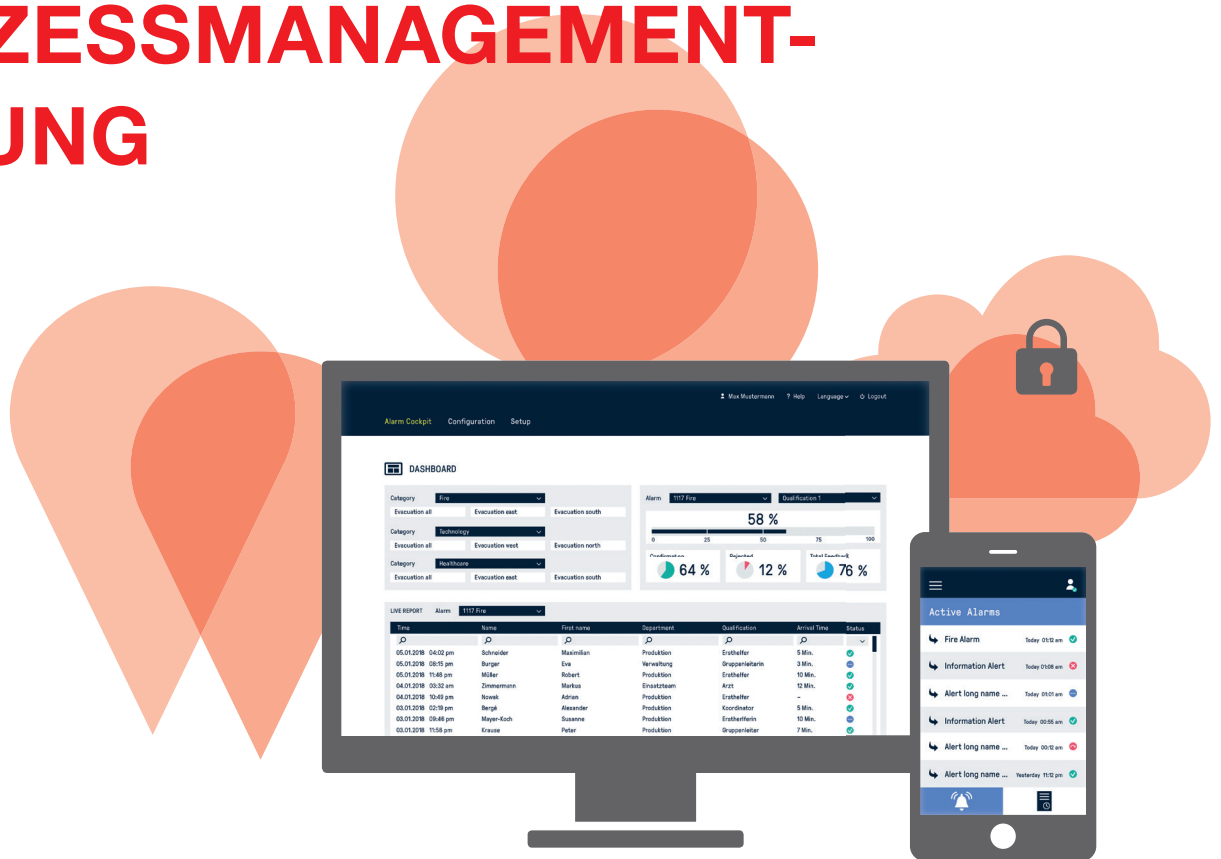 ZESSMANAGEMENT-
UNG
Max Mustermann ? Help Language Logout
Alarm Cockpit Configuration Setup
DASHBOARD
Category Fire
Evacuation all Evacuation east Evacuation south
Category Technology
Evacuation all Evacuation west Evacuation north
Category Healthcare
Evacuation all Evacuation east Evacuation south
Alarm 1117 Fire Qualification 1
58 %
0 25 50 75 100
Confirmation Rejected Total Feedback
64 % 12 % 76 %
LIVE REPORT Alarm 1117 Fire
Time Name First name Department Qualification Arrival Time Status
05.01.2018 04:02 pm Schneider Maximilian Produktion Ersthelfer 5 Min.
05.01.2018 08:15 pm Burger Eva Verwaltung Gruppenleiterin 3 Min.
05.01.2018 11:46 pm Müller Robert Produktion Ersthelfer 10 Min.
04.01.2018 03:32 am Zimmermann Markus Einsatzteam Arzt 12 Min.
04.01.2018 10:49 pm Nowak Adrian Produktion Ersthelfer –
03.01.2018 02:19 pm Bergé Alexander Produktion Koordinator 5 Min.
03.01.2018 09:46 pm Mayer-Koch Susanne Produktion Erstherlferin 10 Min.
03.01.2018 11:58 pm Krause Peter Produktion Gruppenleiter 7 Min.
Active Alarms
Fire Alarm Today 01:12 am
Information Alert Today 01:08 am
Alert long name ... Today 01:01 am
Information Alert Today 00:55 am
Alert long name ... Today 00:12 am
Alert long name ... Yesterday 11:12 pm